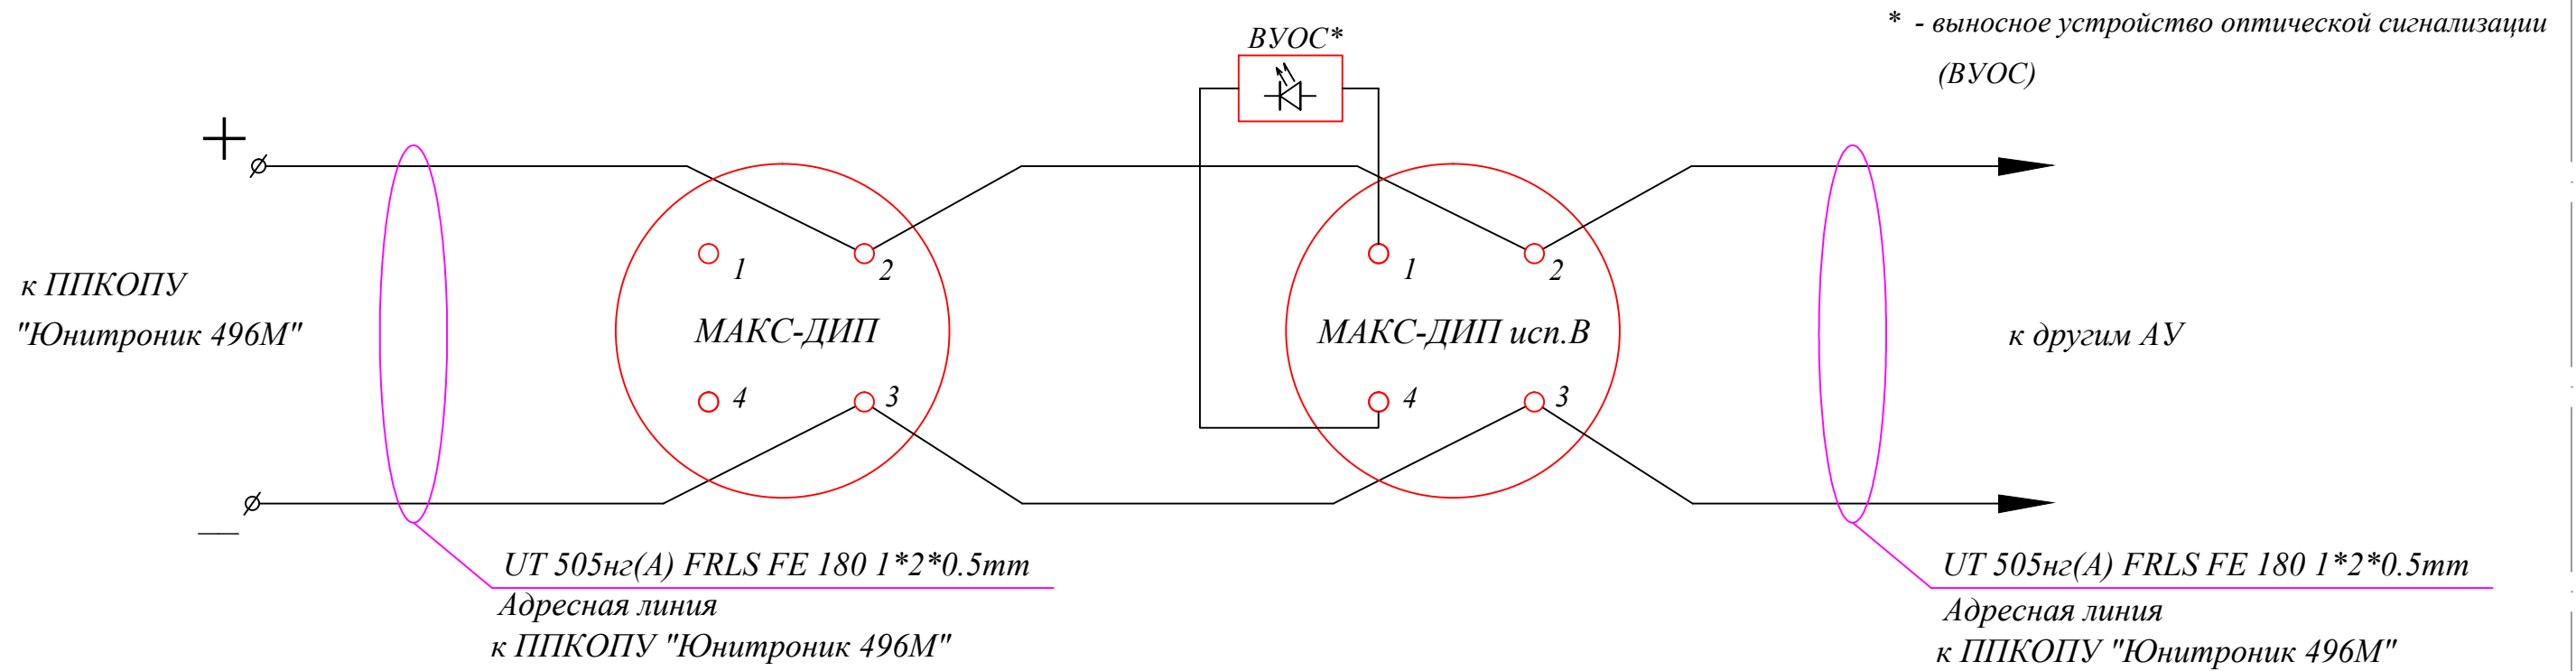 * - выносное устройство оптической сигнализации
(ВУОС)
ВУОС*
+
к ППКОПУ
"Юнитроник 496М"
1
2
МАКС-ДИП
4
3
1
2
МАКС-ДИП исп.В
4
3
к другим АУ
—
UT 505нг(А) FRLS FE 180 1*2*0.5mm
Адресная линия
к ППКОПУ "Юнитроник 496М"
UT 505нг(А) FRLS FE 180 1*2*0.5mm
Адресная линия
к ППКОПУ "Юнитроник 496М"